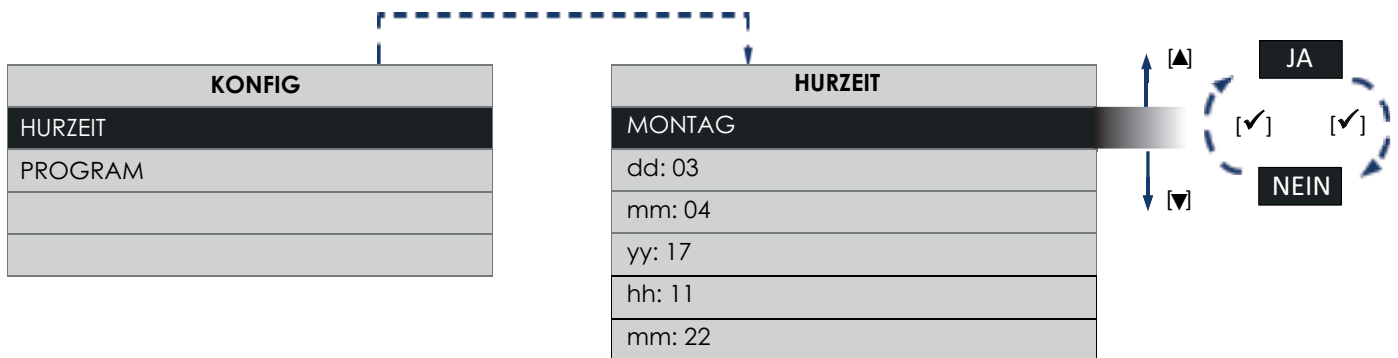 KONFIG
HURZEIT
PROGRAM
HURZEIT
MONTAG
dd: 03
mm: 04
yy: 17
hh: 11
mm: 22
[▲]
[▼]
JA
[✓] [✓]
NEIN